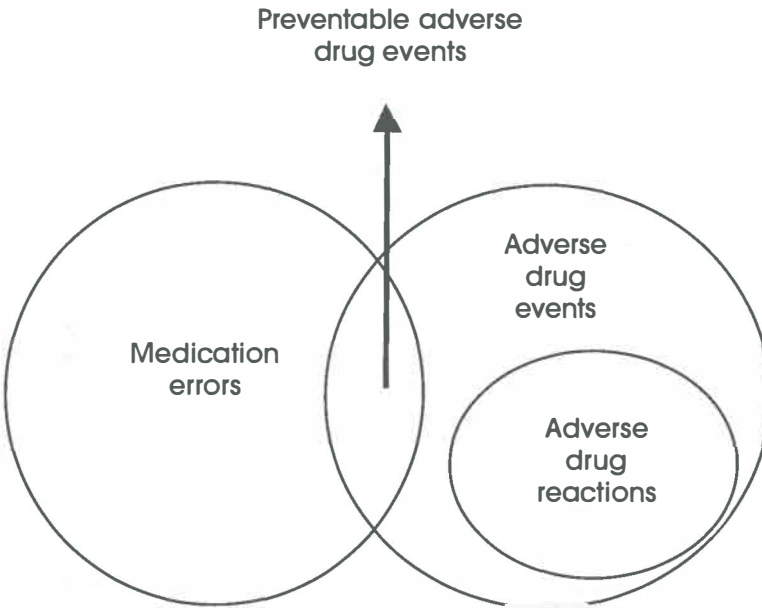 Preventable adverse
drug events
Adverse
drug
events
Medication
errors
Adverse
drug
reactions